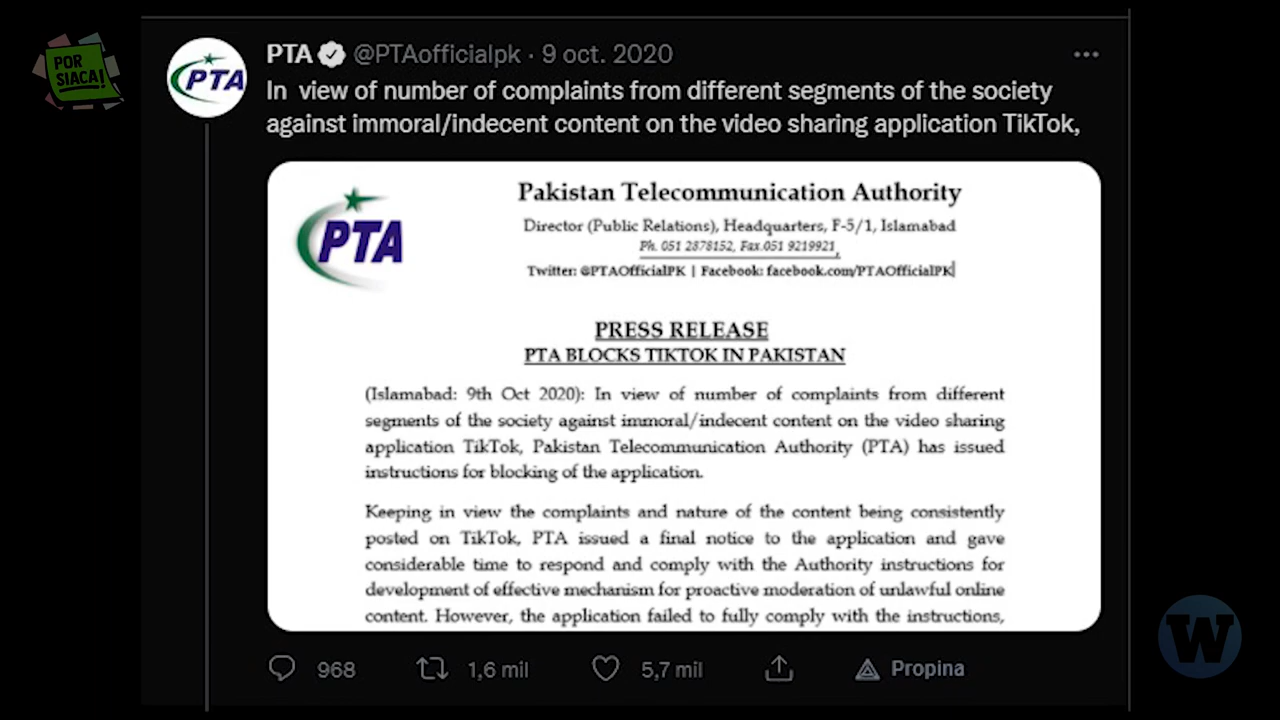 POR
SIACA!
PTA
PTA @PTAofficialpk · 9 oct. 2020
In view of number of complaints from different segments of the society
against immoral/indecent content on the video sharing application TikTok,
PTA
Pakistan Telecommunication Authority
Director (Public Relations), Headquarters, F-5/1, Islamabad
Ph. 051 2878152, Fax.051 9219921,
Twitter: @PTAOfficialPK | Facebook: facebook.com/PTAOfficialPK
PRESS RELEASE
PTA BLOCKS TIKTOK IN PAKISTAN
(Islamabad: 9th Oct 2020): In view of number of complaints from different
segments of the society against immoral/indecent content on the video sharing
application TikTok, Pakistan Telecommunication Authority (PTA) has issued
instructions for blocking of the application.
Keeping in view the complaints and nature of the content being consistently
posted on TikTok, PTA issued a final notice to the application and gave
considerable time to respond and comply with the Authority instructions for
development of effective mechanism for proactive moderation of unlawful online
content. However, the application failed to fully comply with the instructions,
968 1,6 mil 5,7 mil Propina
W